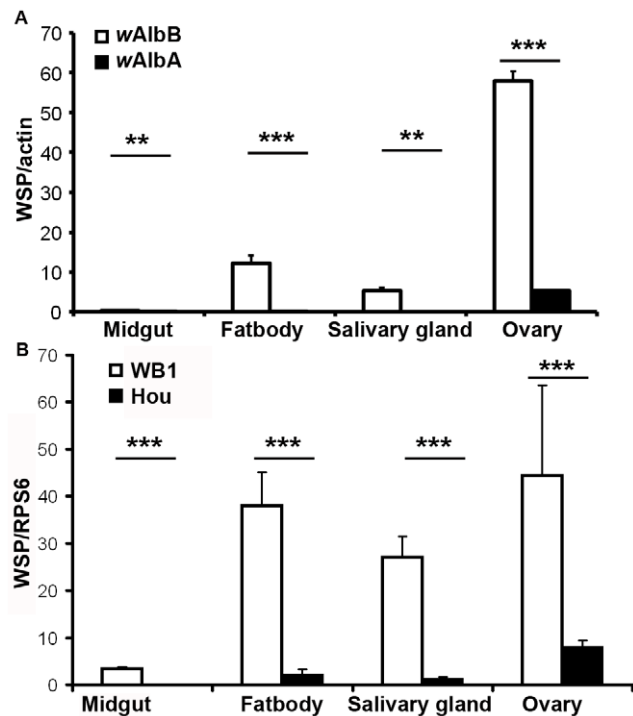 A
70
60
50
40
30
20
10
0
WSP/actin
wAlbB
wAlbA
**
***
**
***
Midgut Fatbody Salivary gland Ovary
B
70
60
50
40
30
20
10
0
WSP/RPS6
WB1
Hou
***
***
***
***
Midgut Fatbody Salivary gland Ovary